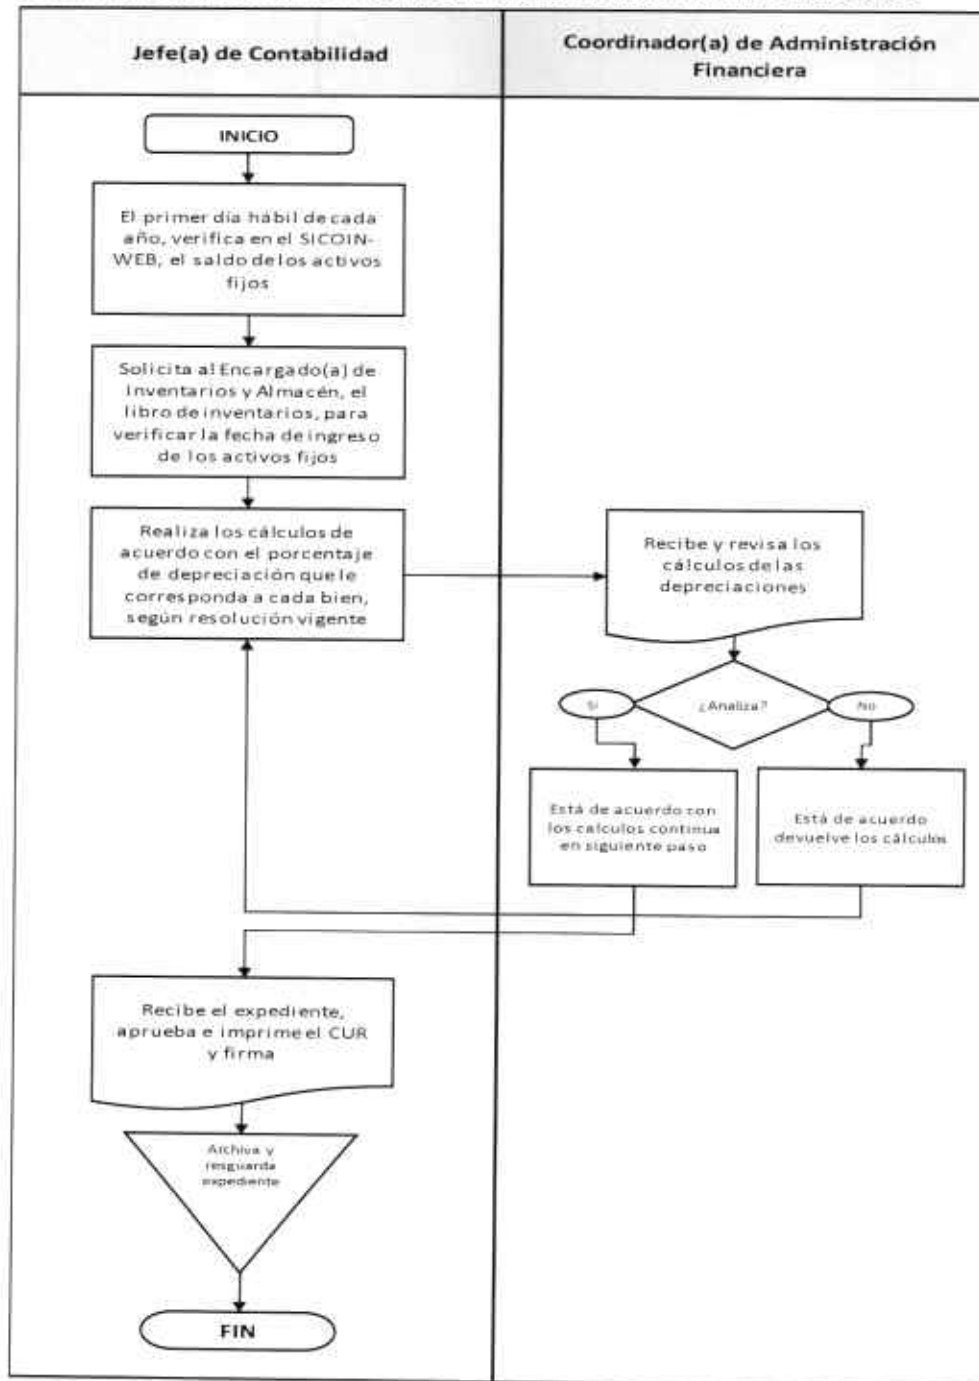 Jefe(a) de Contabilidad
Coordinador(a) de Administración
Financiera
INICIO
El primer día hábil de cada
año, verifica en el SICOIN-
WEB, el saldo de los activos
fijos
Solicita al Encargado(a) de
Inventarios y Almacén, el
libro de inventarios, para
verificar la fecha de ingreso
de los activos fijos
Realiza los cálculos de
acuerdo con el porcentaje
de depreciación que le
corresponda a cada bien,
según resolución vigente
Recibe y revisa los
cálculos de las
depreciaciones
¿Analiza?
Si
No
Está de acuerdo con
los calculos continua
en siguiente paso
Está de acuerdo
devuelve los cálculos
Recibe el expediente,
aprueba e imprime el CUR
y firma
Archiva y
resguarda
expediente
FIN